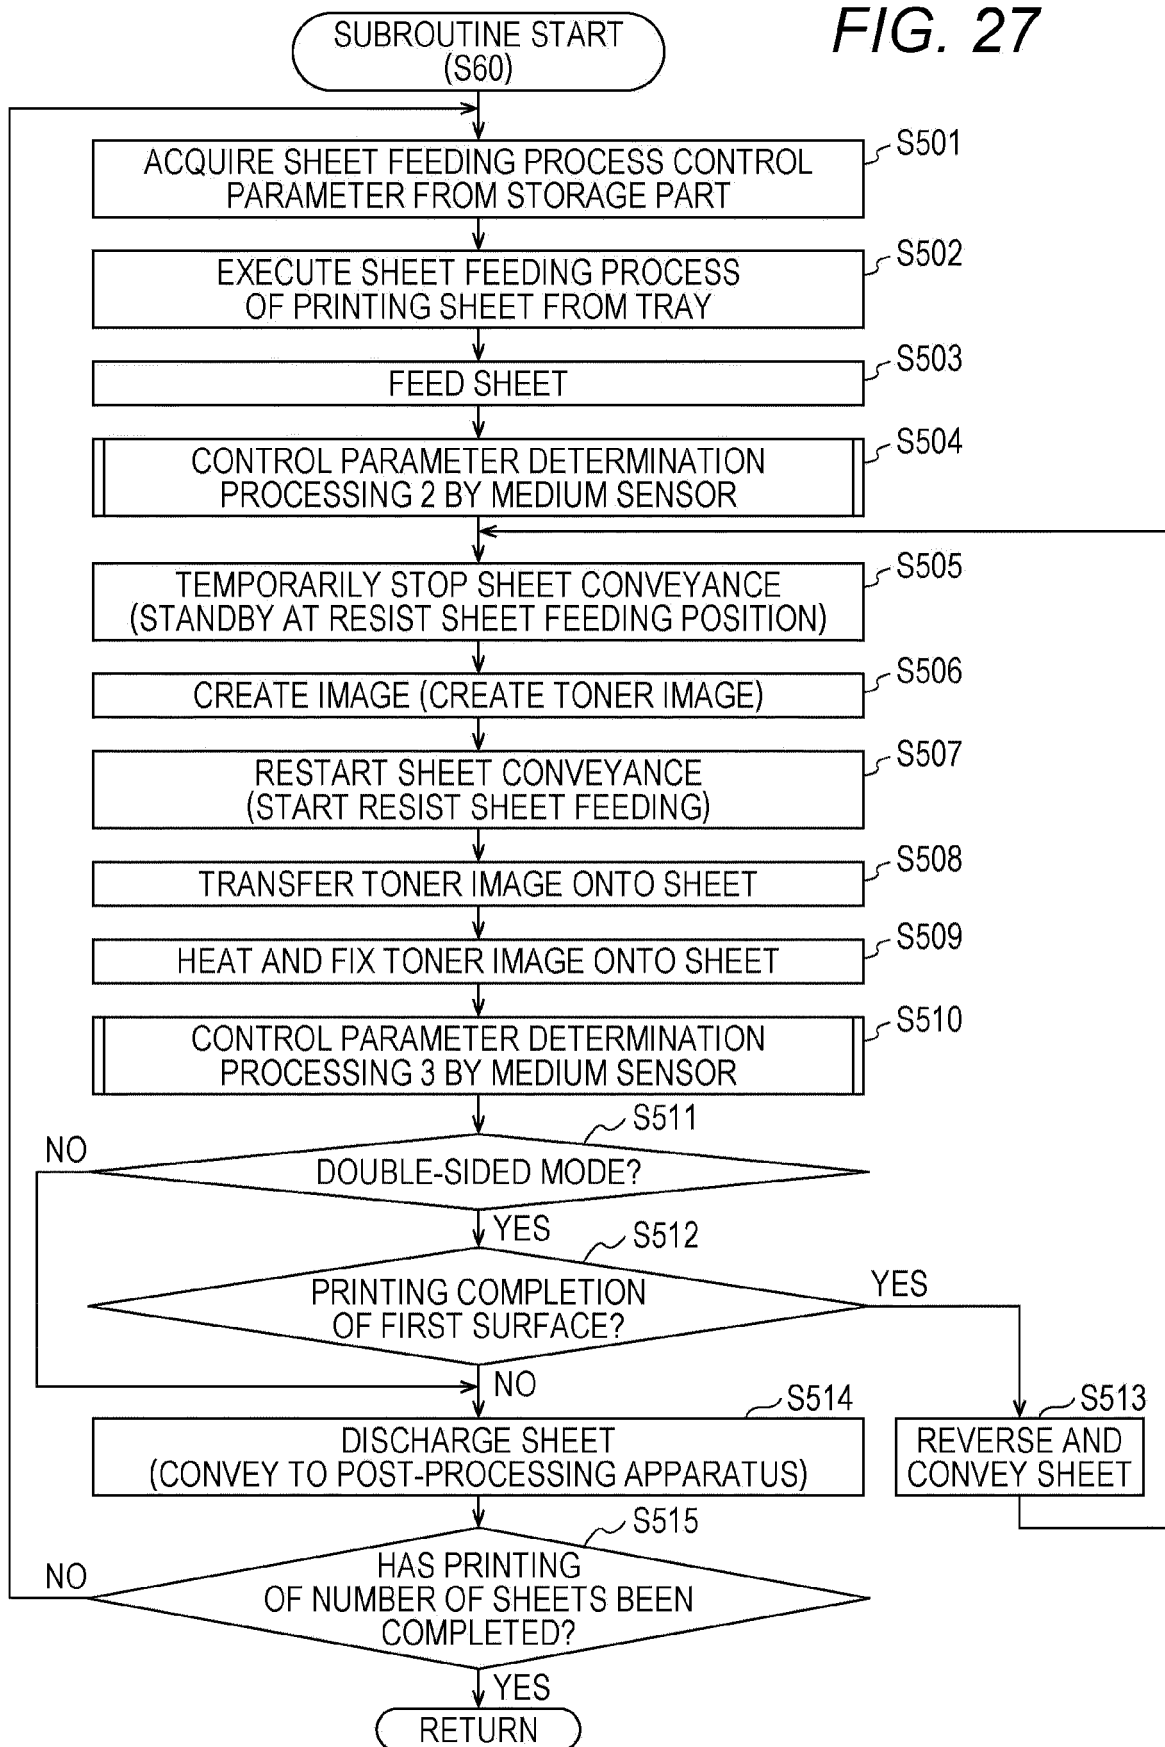 FIG. 27
SUBROUTINE START
(S60)
S501
ACQUIRE SHEET FEEDING PROCESS CONTROL
PARAMETER FROM STORAGE PART
S502
EXECUTE SHEET FEEDING PROCESS
OF PRINTING SHEET FROM TRAY
S503
FEED SHEET
S504
CONTROL PARAMETER DETERMINATION
PROCESSING 2 BY MEDIUM SENSOR
S505
TEMPORARILY STOP SHEET CONVEYANCE
(STANDBY AT RESIST SHEET FEEDING POSITION)
S506
CREATE IMAGE (CREATE TONER IMAGE)
S507
RESTART SHEET CONVEYANCE
(START RESIST SHEET FEEDING)
S508
TRANSFER TONER IMAGE ONTO SHEET
S509
HEAT AND FIX TONER IMAGE ONTO SHEET
S510
CONTROL PARAMETER DETERMINATION
PROCESSING 3 BY MEDIUM SENSOR
S511
NO
DOUBLE-SIDED MODE?
YES
S512
PRINTING COMPLETION
OF FIRST SURFACE?
YES
NO
S514
DISCHARGE SHEET
(CONVEY TO POST-PROCESSING APPARATUS)
S513
REVERSE AND
CONVEY SHEET
S515
NO
HAS PRINTING
OF NUMBER OF SHEETS BEEN
COMPLETED?
YES
RETURN